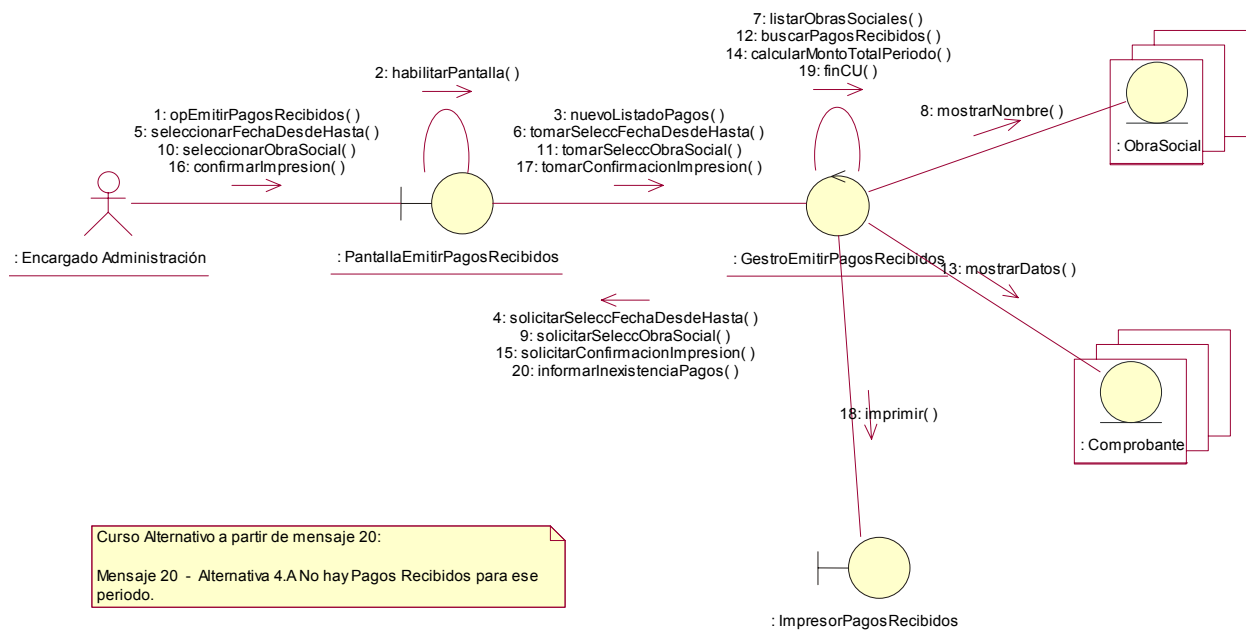 7: listarObrasSociales( )
12: buscarPagosRecibidos( )
14: calcularMontoTotalPeriodo( )
19: finCU( )
2: habilitarPantalla( )
1: opEmitirPagosRecibidos( )
5: seleccionarFechaDesdeHasta( )
10: seleccionarObraSocial( )
16: confirmarImpresion( )
3: nuevoListadoPagos( )
6: tomarSeleccFechaDesdeHasta( )
11: tomarSeleccObraSocial( )
17: tomarConfirmacionImpresion( )
8: mostrarNombre( )
: ObraSocial
: Encargado Administración
: PantallaEmitirPagosRecibidos
: GestroEmitirPagosRecibidos
13: mostrarDatos( )
4: solicitarSeleccFechaDesdeHasta( )
9: solicitarSeleccObraSocial( )
15: solicitarConfirmacionImpresion( )
20: informarInexistenciaPagos( )
18: imprimir( )
: Comprobante
Curso Alternativo a partir de mensaje 20:
Mensaje 20 - Alternativa 4.A No hay Pagos Recibidos para ese
periodo.
: ImpresorPagosRecibidos